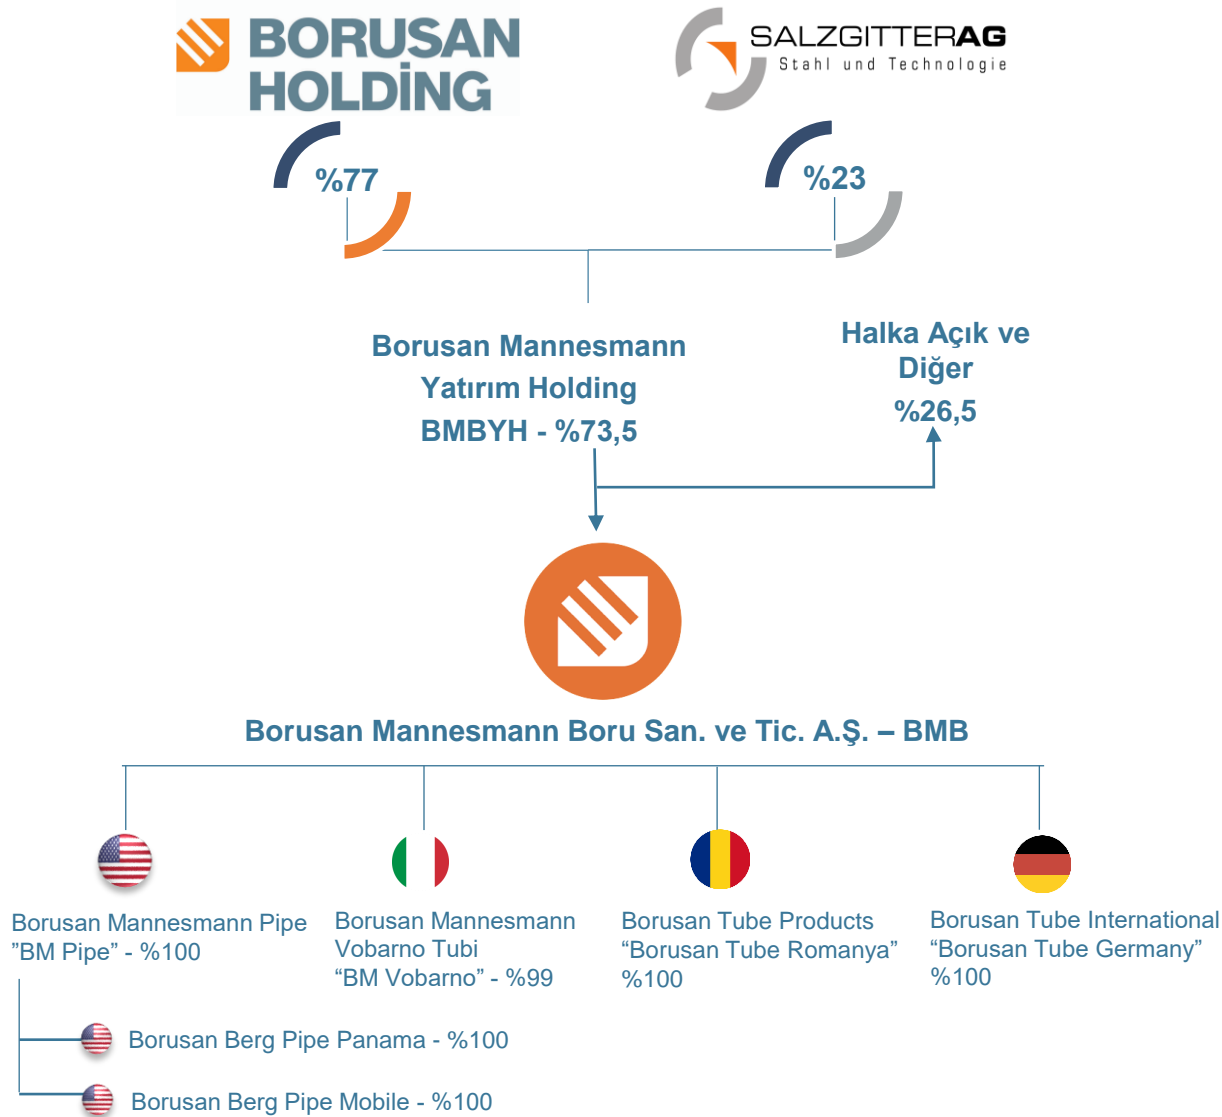 BORUSAN
HOLDİNG
SALZGITTERAG
Stahl und Technologie
%77
%23
Borusan Mannesmann
Yatırım Holding
BMBYH - %73,5
Halka Açık ve
Diğer
%26,5
Borusan Mannesmann Boru San. ve Tic. A.Ş. – BMB
Borusan Mannesmann Pipe
”BM Pipe" - %100
Borusan Mannesmann
Vobarno Tubi
“BM Vobarno” - %99
Borusan Tube Products
“Borusan Tube Romanya”
%100
Borusan Tube International
“Borusan Tube Germany”
%100
Borusan Berg Pipe Panama - %100
Borusan Berg Pipe Mobile - %100